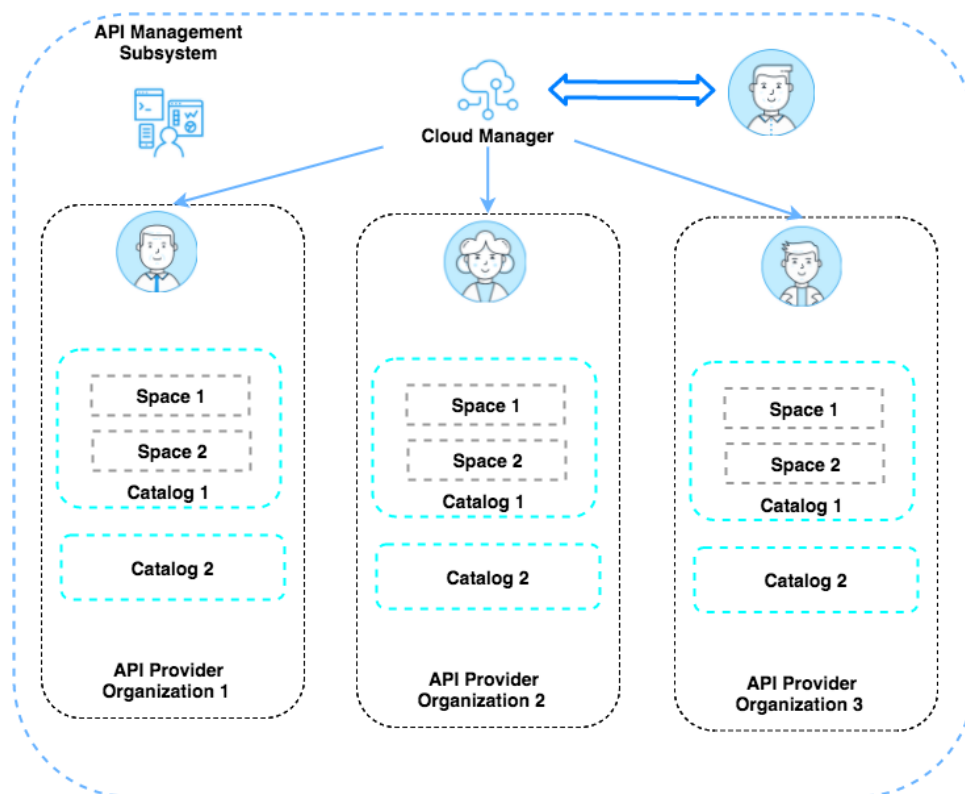 API Management
Subsystem
Cloud Manager
Space 1
Space 2
Catalog 1
Catalog 2
API Provider
Organization 1
Space 1
Space 2
Catalog 1
Catalog 2
API Provider
Organization 2
Space 1
Space 2
Catalog 1
Catalog 2
API Provider
Organization 3